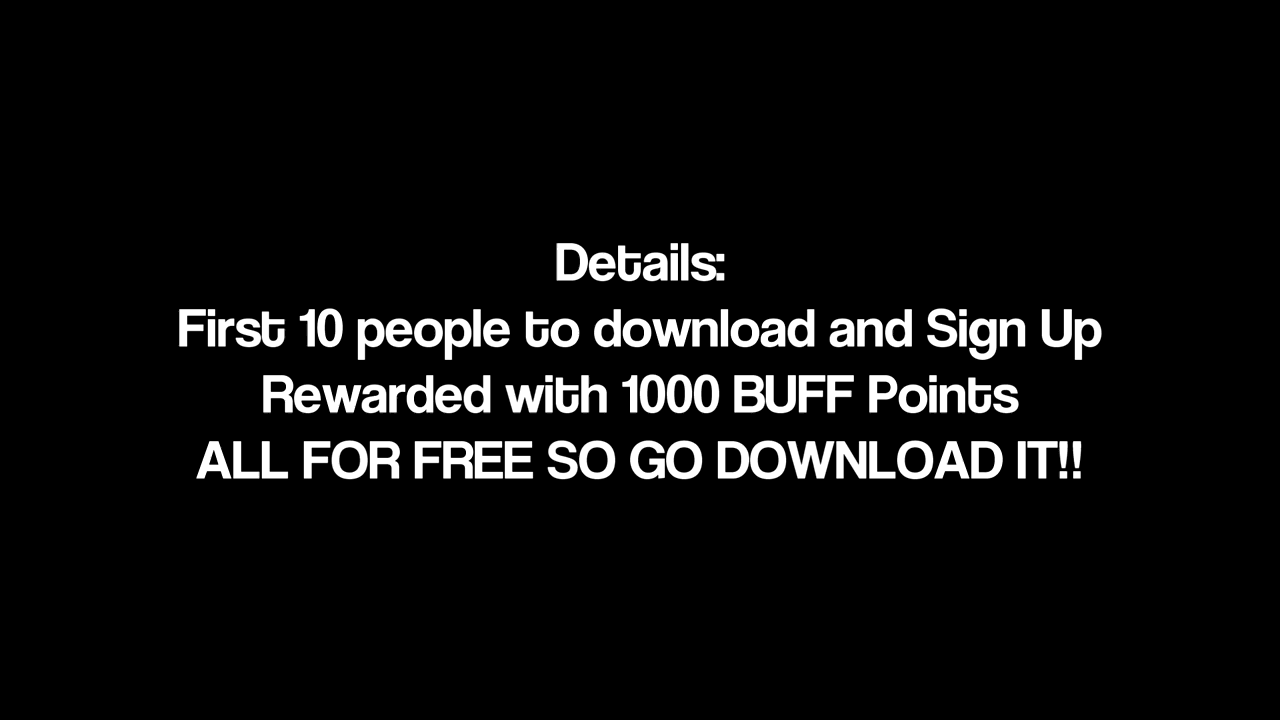 Details:
First 10 people to download and Sign Up
Rewarded with 1000 BUFF Points
ALL FOR FREE SO GO DOWNLOAD IT!!